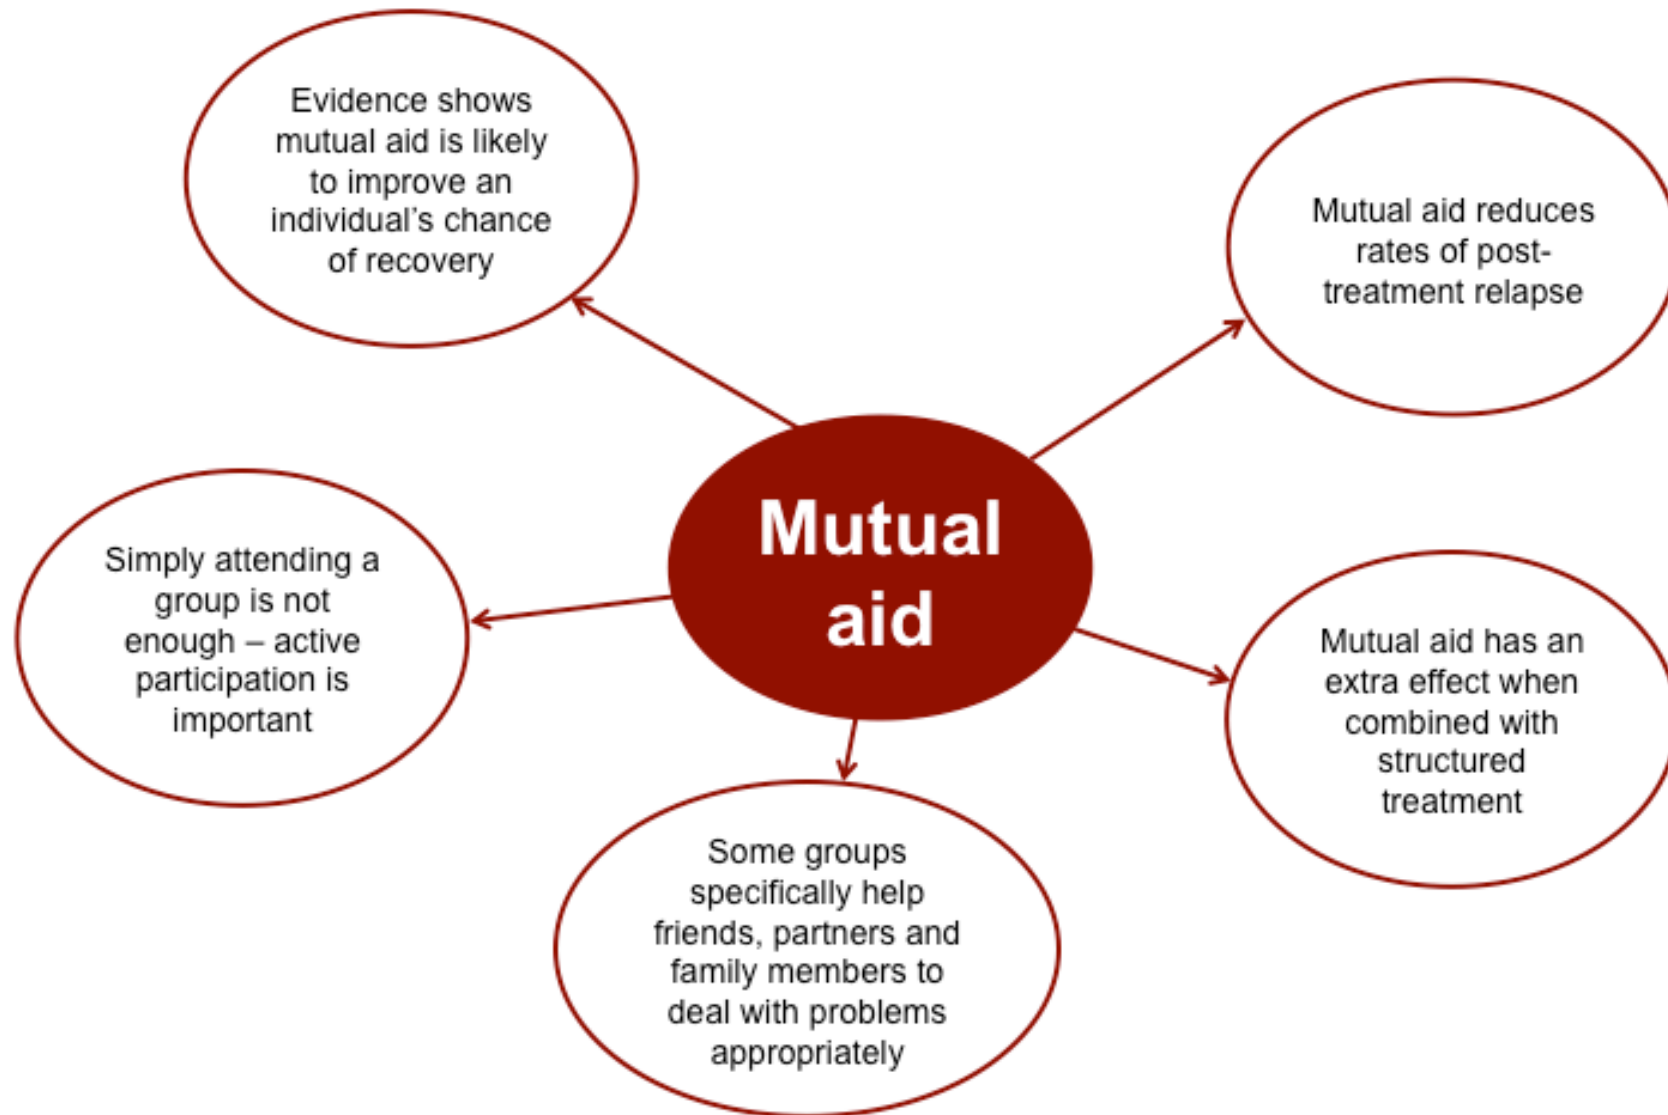 Evidence shows
mutual aid is likely
to improve an
individual’s chance
of recovery
Mutual aid reduces
rates of post-
treatment relapse
Mutual
aid
Simply attending a
group is not
enough – active
participation is
important
Mutual aid has an
extra effect when
combined with
structured
treatment
Some groups
specifically help
friends, partners and
family members to
deal with problems
appropriately